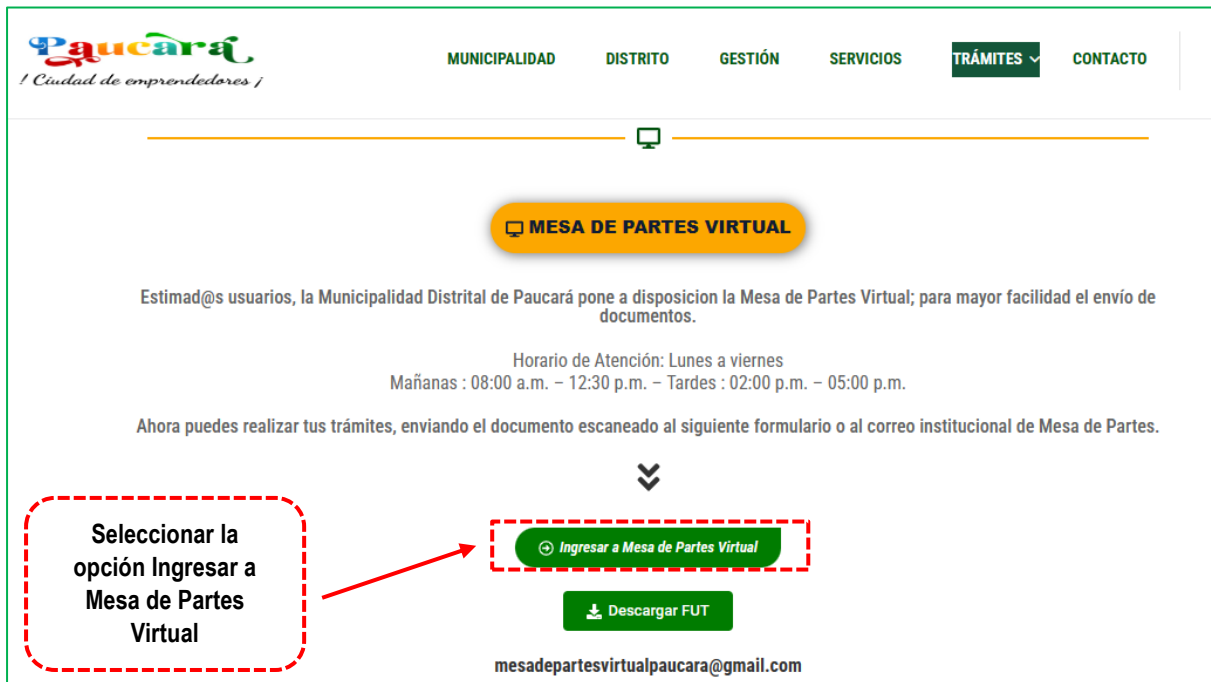 Paucará
! Ciudad de emprendedores ¡
MUNICIPALIDAD DISTRITO GESTIÓN SERVICIOS TRÁMITES CONTACTO
MESA DE PARTES VIRTUAL
Estimad@s usuarios, la Municipalidad Distrital de Paucará pone a disposicion la Mesa de Partes Virtual; para mayor facilidad el envío de
documentos.
Horario de Atención: Lunes a viernes
Mañanas : 08:00 a.m. – 12:30 p.m. – Tardes : 02:00 p.m. – 05:00 p.m.
Ahora puedes realizar tus trámites, enviando el documento escaneado al siguiente formulario o al correo institucional de Mesa de Partes.
Seleccionar la
opción Ingresar a
Mesa de Partes
Virtual
Ingresar a Mesa de Partes Virtual
Descargar FUT
mesadepartesvirtualpaucara@gmail.com